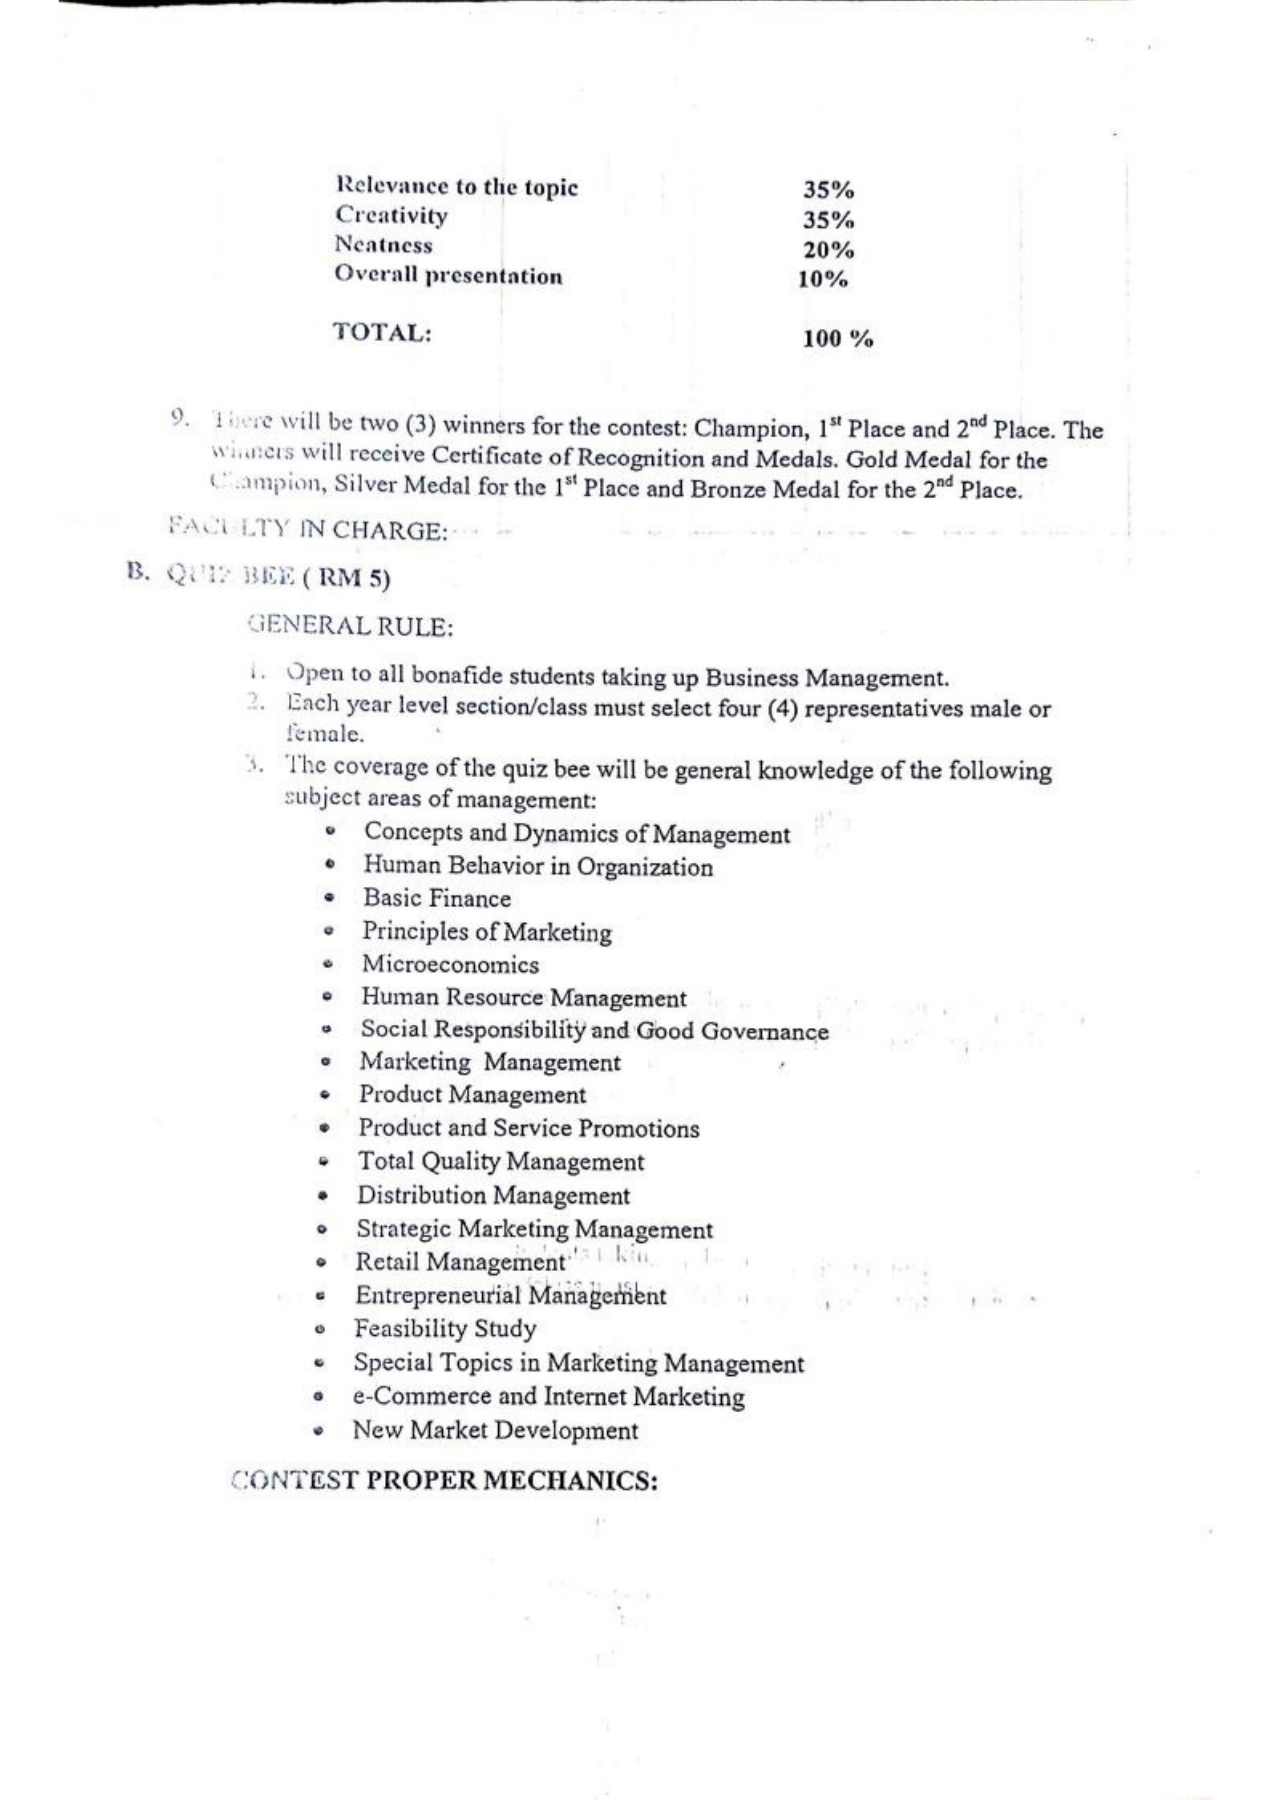 Relevance to the topic 35%
Creativity 35%
Neatness 20%
Overall presentation 10%
TOTAL: 100 %
9. There will be two (3) winners for the contest: Champion, 1st Place and 2nd Place. The
winners will receive Certificate of Recognition and Medals. Gold Medal for the
Champion, Silver Medal for the 1st Place and Bronze Medal for the 2nd Place.
FACULTY IN CHARGE:
B. QUIZ BEE ( RM 5)
GENERAL RULE:
1. Open to all bonafide students taking up Business Management.
2. Each year level section/class must select four (4) representatives male or
female.
3. The coverage of the quiz bee will be general knowledge of the following
subject areas of management:
• Concepts and Dynamics of Management
• Human Behavior in Organization
• Basic Finance
• Principles of Marketing
• Microeconomics
• Human Resource Management
• Social Responsibility and Good Governance
• Marketing Management
• Product Management
• Product and Service Promotions
• Total Quality Management
• Distribution Management
• Strategic Marketing Management
• Retail Management
• Entrepreneurial Management
• Feasibility Study
• Special Topics in Marketing Management
• e-Commerce and Internet Marketing
• New Market Development
CONTEST PROPER MECHANICS: